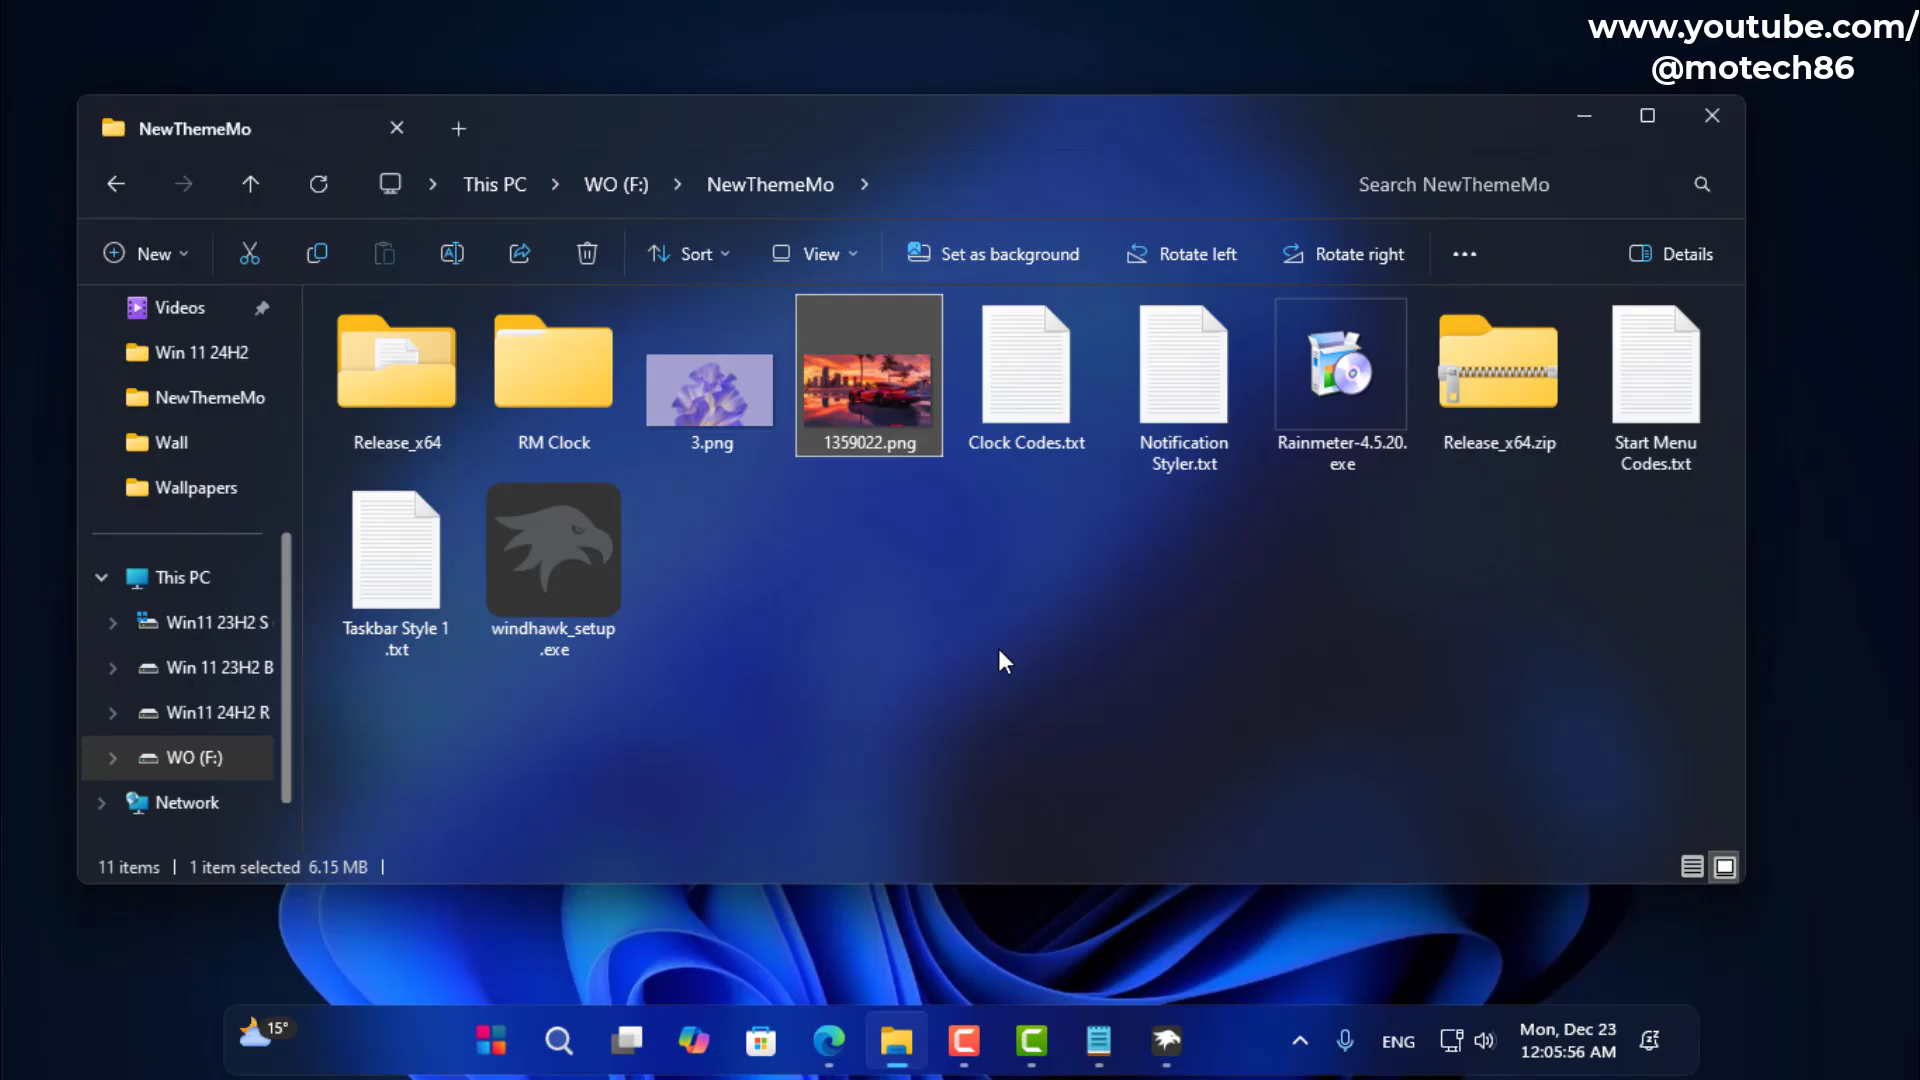 www.youtube.com/
@motech86
NewThemeMo
This PC
WO (F:)
NewThemeMo
Search NewThemeMo
New
Sort
View
Set as background
Rotate left
Rotate right
Details
Videos
Win 11 24H2
NewThemeMo
Wall
Wallpapers
This PC
Win11 23H2 S
Win 11 23H2 B
Win11 24H2 R
WO (F:)
Network
Release_x64
RM Clock
3.png
1359022.png
Clock Codes.txt
Notification
Styler.txt
Rainmeter-4.5.20.
exe
Release_x64.zip
Start Menu
Codes.txt
Taskbar Style 1
.txt
windhawk_setup
.exe
11 items
1 item selected 6.15 MB
15°
ENG
Mon, Dec 23
12:05:56 AM